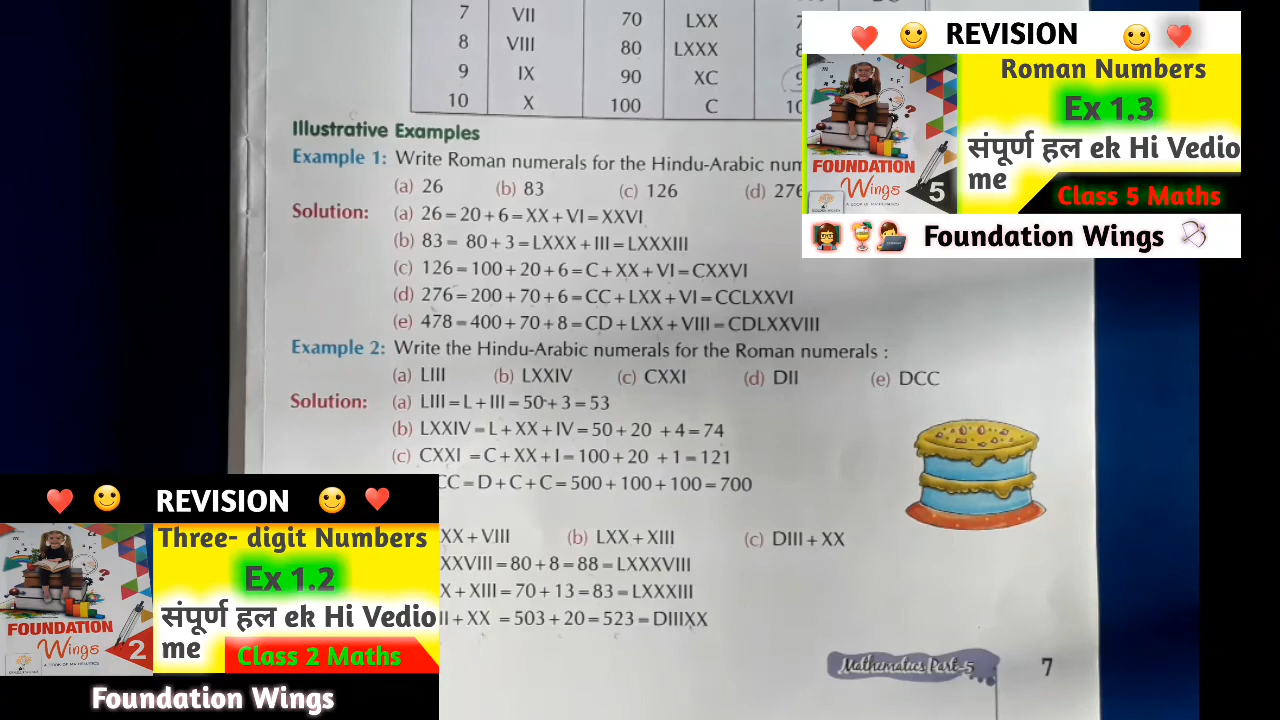 7 VII 70 LXX
8 VIII 80 LXXX
9 IX 90 XC
10 X 100 C
Illustrative Examples
Example 1: Write Roman numerals for the Hindu-Arabic
(a) 26 (b) 83 (c) 126 (d) 276
Solution: (a) 26 = 20 + 6 = XX + VI = XXVI
(b) 83 = 80 + 3 = LXXX + III = LXXXIII
(c) 126 = 100 + 20 + 6 = C + XX + VI = CXXVI
(d) 276 = 200 + 70 + 6 = CC + LXX + VI = CCLXXVI
(e) 478 = 400 + 70 + 8 = CD + LXX + VIII = CDLXXVIII
Example 2: Write the Hindu-Arabic numerals for the Roman numerals :
(a) LIII (b) LXXIV (c) CXXI (d) DII (e) DCC
Solution: (a) LIII = L + III = 50 + 3 = 53
(b) LXXIV = L + XX + IV = 50 + 20 + 4 = 74
(c) CXXI = C + XX + I = 100 + 20 + 1 = 121
CC = D + C + C = 500 + 100 + 100 = 700
XX + VIII (b) LXX + XIII (c) DIII + XX
XXVIII = 80 + 8 = 88 = LXXXVIII
X + XIII = 70 + 13 = 83 = LXXXIII
II + XX = 503 + 20 = 523 = DIIIXX
Mathematics Part-5 7
REVISION
Roman Numbers
Ex 1.3
संपूर्ण हल ek Hi Vedio
me
Class 5 Maths
FOUNDATION
Wings 5
Foundation Wings
REVISION
Three- digit Numbers
Ex 1.2
संपूर्ण हल ek Hi Vedio
me
Class 2 Maths
FOUNDATION
Wings 2
Foundation Wings